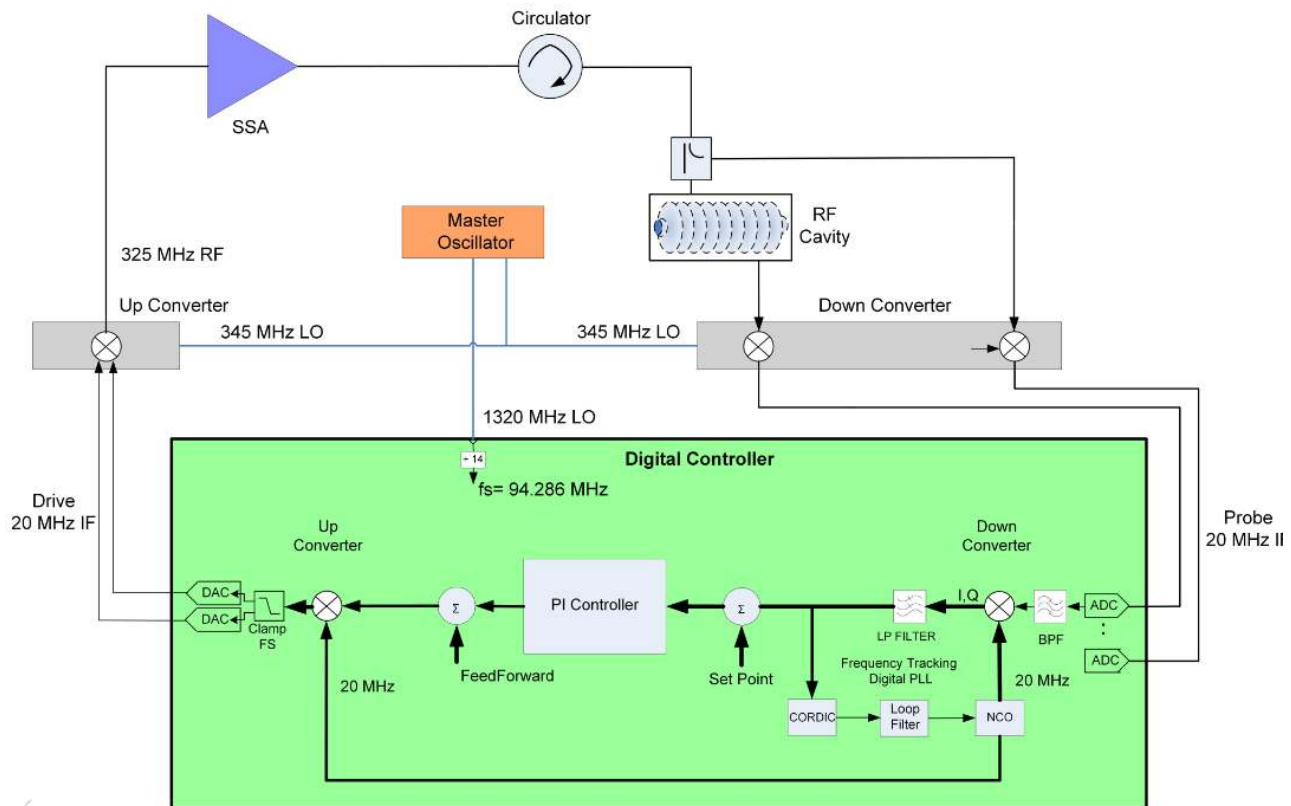 Circulator
SSA
RF
Cavity
Master
Oscillator
325 MHz RF
Up Converter
Down Converter
345 MHz LO
345 MHz LO
1320 MHz LO
÷ 14
Digital Controller
fs= 94.286 MHz
Drive
20 MHz IF
Probe
20 MHz II
Up
Converter
Down
Converter
DAC
DAC
Clamp
FS
Σ
PI Controller
Σ
I,Q
LP FILTER
BPF
ADC
:
ADC
20 MHz
FeedForward
Set Point
Frequency Tracking
Digital PLL
20 MHz
CORDIC
Loop
Filter
NCO